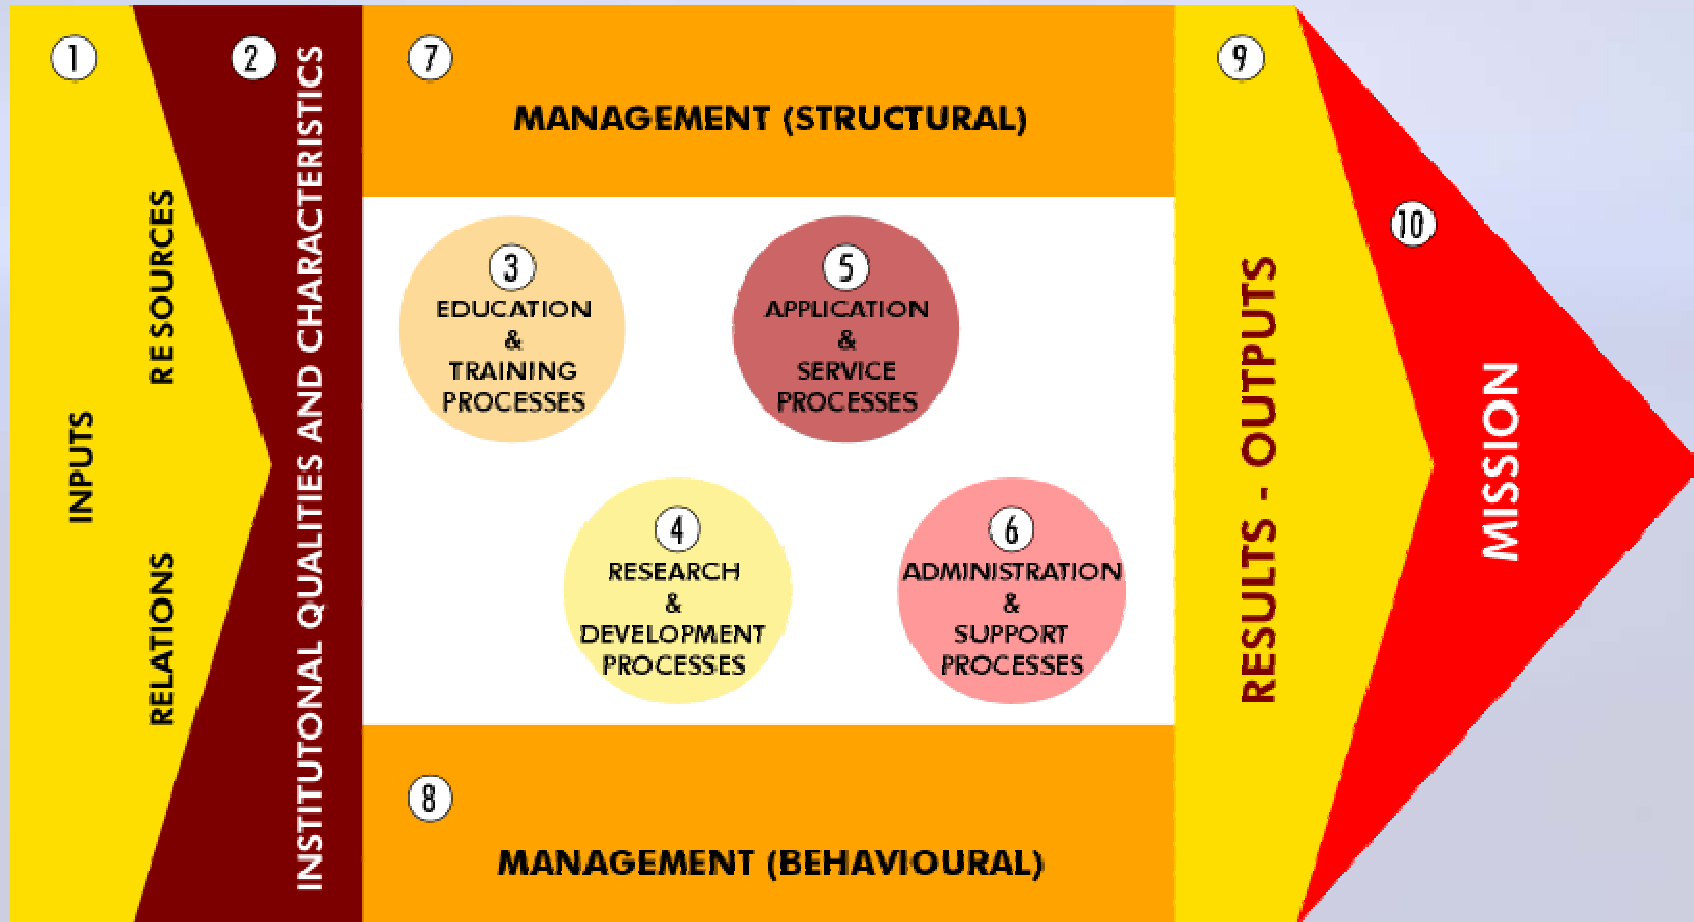 1
INPUTS
RESOURCES
RELATIONS
2
INSTITUTONAL QUALITIES AND CHARACTERISTICS
7
MANAGEMENT (STRUCTURAL)
3
EDUCATION
&
TRAINING
PROCESSES
5
APPLICATION
&
SERVICE
PROCESSES
4
RESEARCH
&
DEVELOPMENT
PROCESSES
6
ADMINISTRATION
&
SUPPORT
PROCESSES
8
MANAGEMENT (BEHAVIOURAL)
9
RESULTS - OUTPUTS
10
MISSION